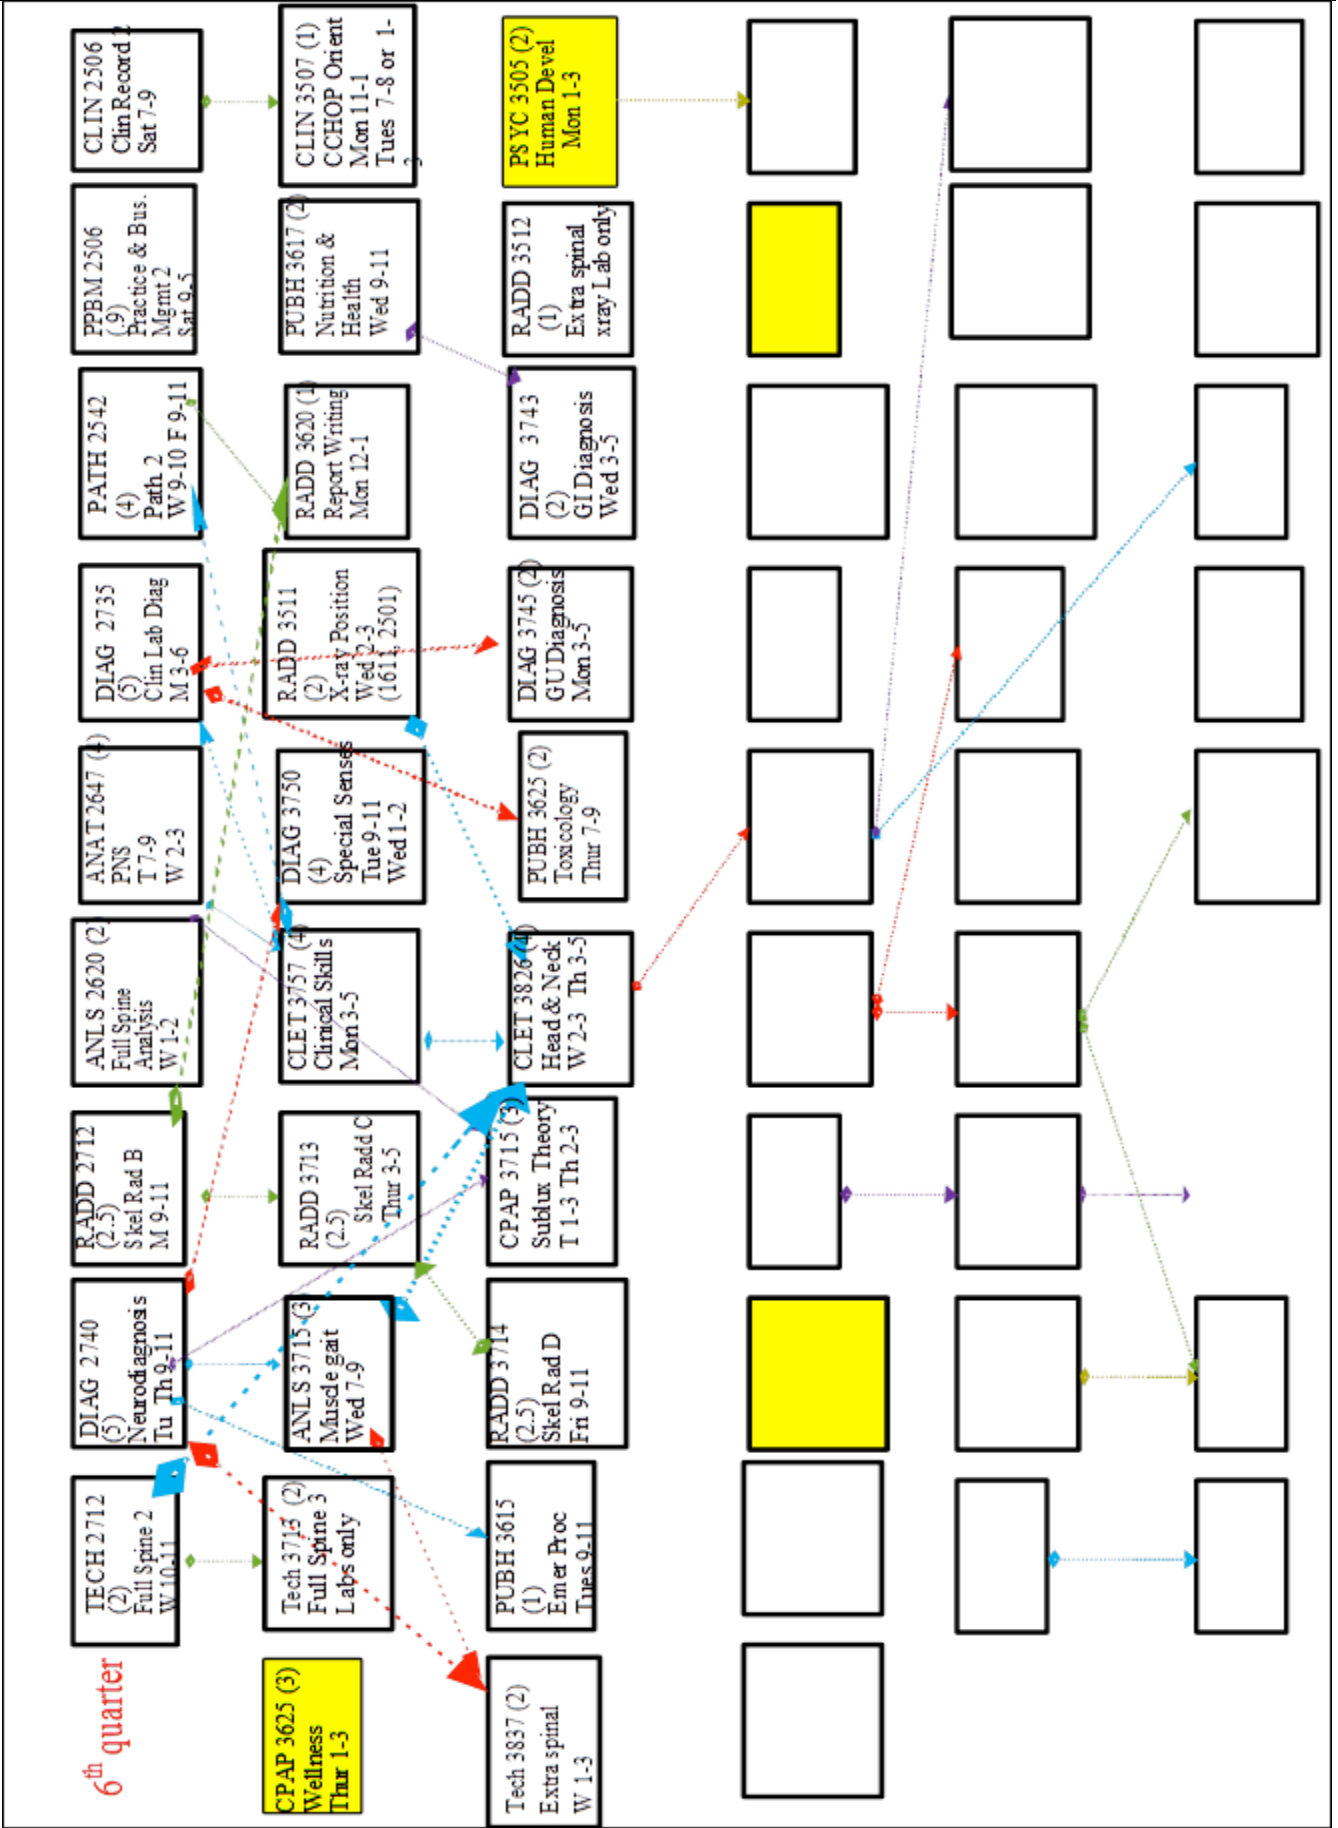 6th quarter
TECH 2712
(2)
Full Spine 2
W 10-11
DIAG 2740
(5)
Neurodiagnosis
Tu Th 9-11
RADD 2712
(2.5)
Skel Rad B
M 9-11
ANLS 2620 (2)
Full Spine
Analysis
W 1-2
ANAT 2647 (4)
PNS
T 7-9
W 2-3
DIAG 2735
(5)
Clin Lab Diag
M 3-6
PATH 2542
(4)
Path 2
W 9-10 F 9-11
PPBM 2506
(.9)
Practice & Bus.
Mgmt 2
Sat 9-5
CLIN 2506
Clin Record 2
Sat 7-9
CPAP 3625 (3)
Wellness
Thur 1-3
Tech 3713 (2)
Full Spine 3
Labs only
ANLS 3715 (3
Muscle gait
Wed 7-9
RADD 3713
(2.5)
Skel Radd C
Thur 3-5
CLET 3757 (4)
Clinical Skills
Mon 3-5
DIAG 3750
(4)
Special Senses
Tue 9-11
Wed 1-2
RADD 3511
(2)
X-ray Position
Wed 2-3
(1611, 2501)
RADD 3620 (1)
Report Writing
Mon 12-1
PUBH 3617 (2)
Nutrition &
Health
Wed 9-11
CLIN 3507 (1)
CCHOP Orient
Mon 11-1
Tues 7-8 or 1-
3
Tech 3837 (2)
Extra spinal
W 1-3
PUBH 3615
(1)
Emer Proc
Tues 9-11
RADD 3714
(2.5)
Skel Rad D
Fri 9-11
CPAP 3715 (3)
Sublux Theory
T 1-3 Th 2-3
CLET 3826 (4)
Head & Neck
W 2-3 Th 3-5
PUBH 3625 (2)
Toxicology
Thur 7-9
DIAG 3745 (2)
GU Diagnosis
Mon 3-5
DIAG 3743
(2)
GI Diagnosis
Wed 3-5
RADD 3512
(1)
Extra spinal
xray Lab only
PSYC 3505 (2)
Human Devel
Mon 1-3